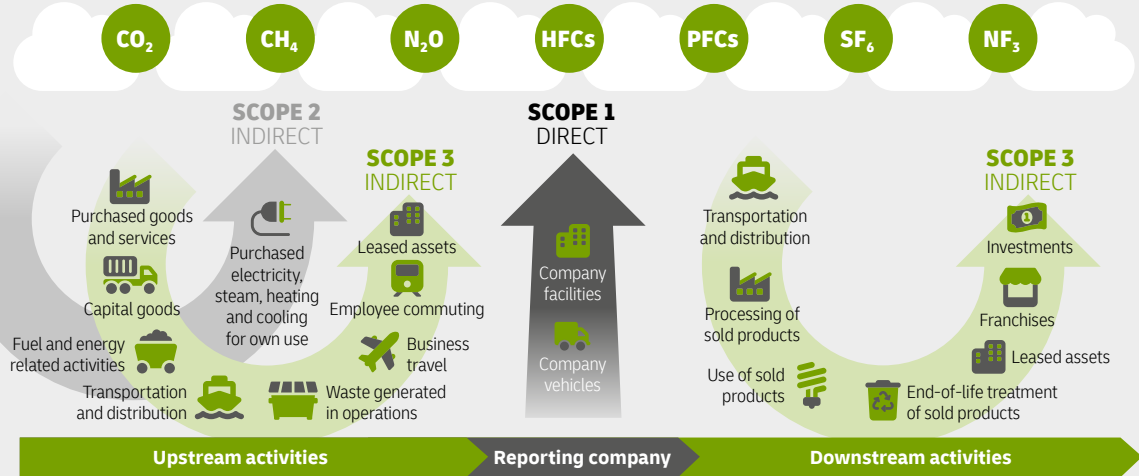 CO₂
CH₄
N₂O
HFCs
PFCs
SF₆
NF₃
SCOPE 2
INDIRECT
SCOPE 1
DIRECT
SCOPE 3
INDIRECT
SCOPE 3
INDIRECT
Purchased goods
and services
Capital goods
Fuel and energy
related activities
Transportation
and distribution
Purchased
electricity,
steam, heating
and cooling
for own use
Leased assets
Employee commuting
Business
travel
Waste generated
in operations
Company
facilities
Company
vehicles
Transportation
and distribution
Processing of
sold products
Use of sold
products
1
Investments
Franchises
Leased assets
End-of-life treatment
of sold products
Upstream activities
Reporting company
Downstream activities